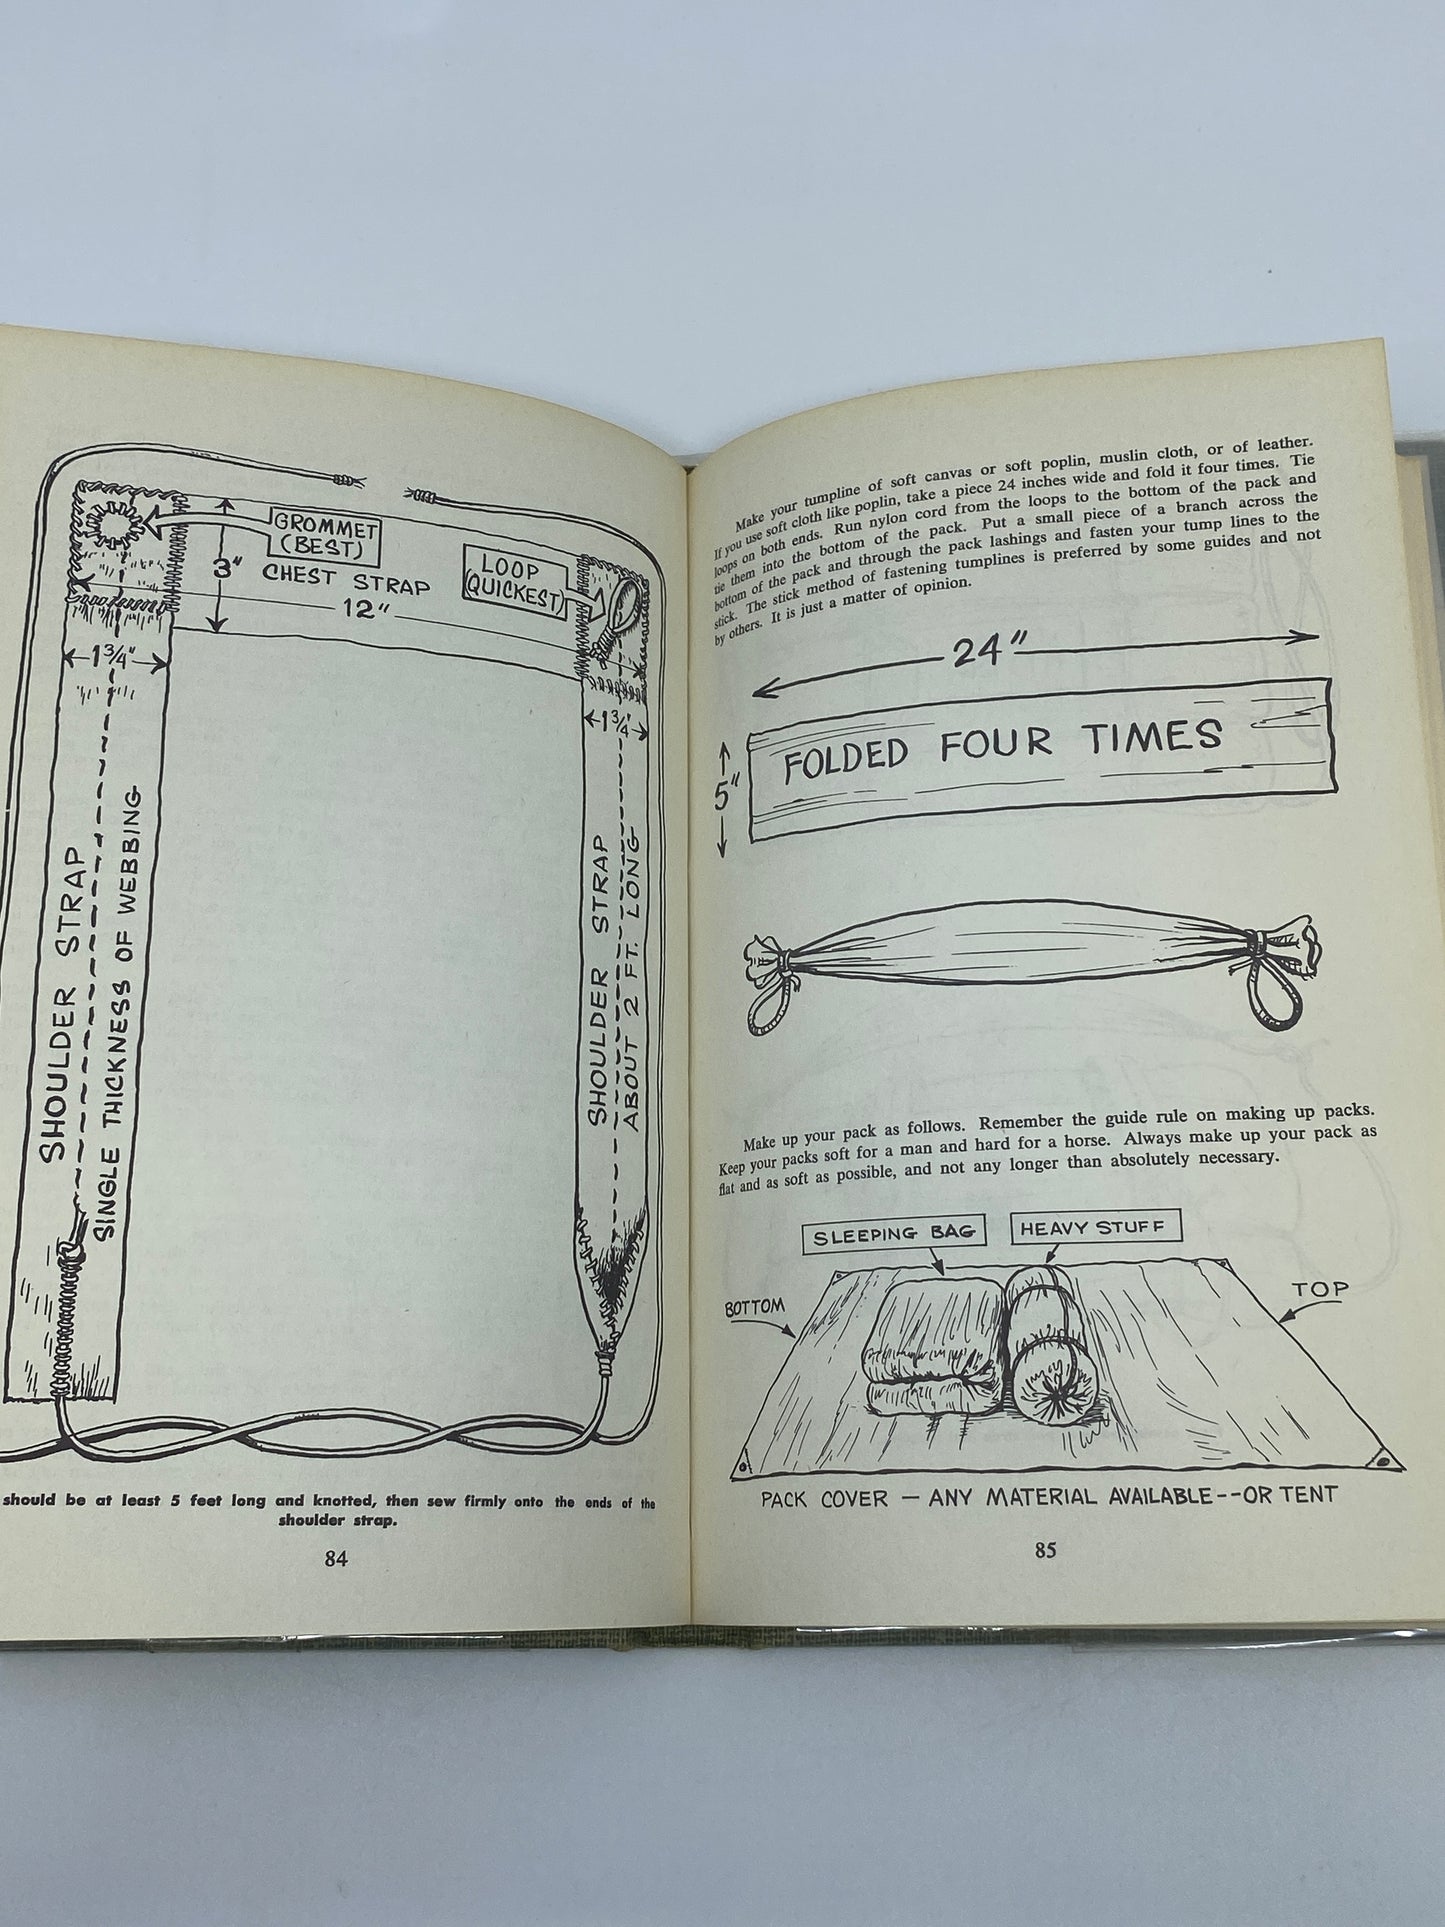 GROMMET
(BEST)
3"
CHEST STRAP
12"
LOOP
(QUICKEST)
1 3/4"
1 3/4"
SHOULDER STRAP
SINGLE THICKNESS OF WEBBING
SHOULDER STRAP
ABOUT 2 FT. LONG
should be at least 5 feet long and knotted, then sew firmly onto the ends of the
shoulder strap.
84
Make your tumpline of soft canvas or soft poplin, muslin cloth, or of leather.
If you use soft cloth like poplin, take a piece 24 inches wide and fold it four times. Tie
loops on both ends. Run nylon cord from the loops to the bottom of the pack and
tie them into the bottom of the pack. Put a small piece of a branch across the
bottom of the pack and through the pack lashings and fasten your tump lines to the
stick. The stick method of fastening tumplines is preferred by some guides and not
by others. It is just a matter of opinion.
24"
5"
FOLDED FOUR TIMES
Make up your pack as follows. Remember the guide rule on making up packs.
Keep your packs soft for a man and hard for a horse. Always make up your pack as
flat and as soft as possible, and not any longer than absolutely necessary.
SLEEPING BAG
HEAVY STUFF
BOTTOM
TOP
PACK COVER — ANY MATERIAL AVAILABLE--OR TENT
85